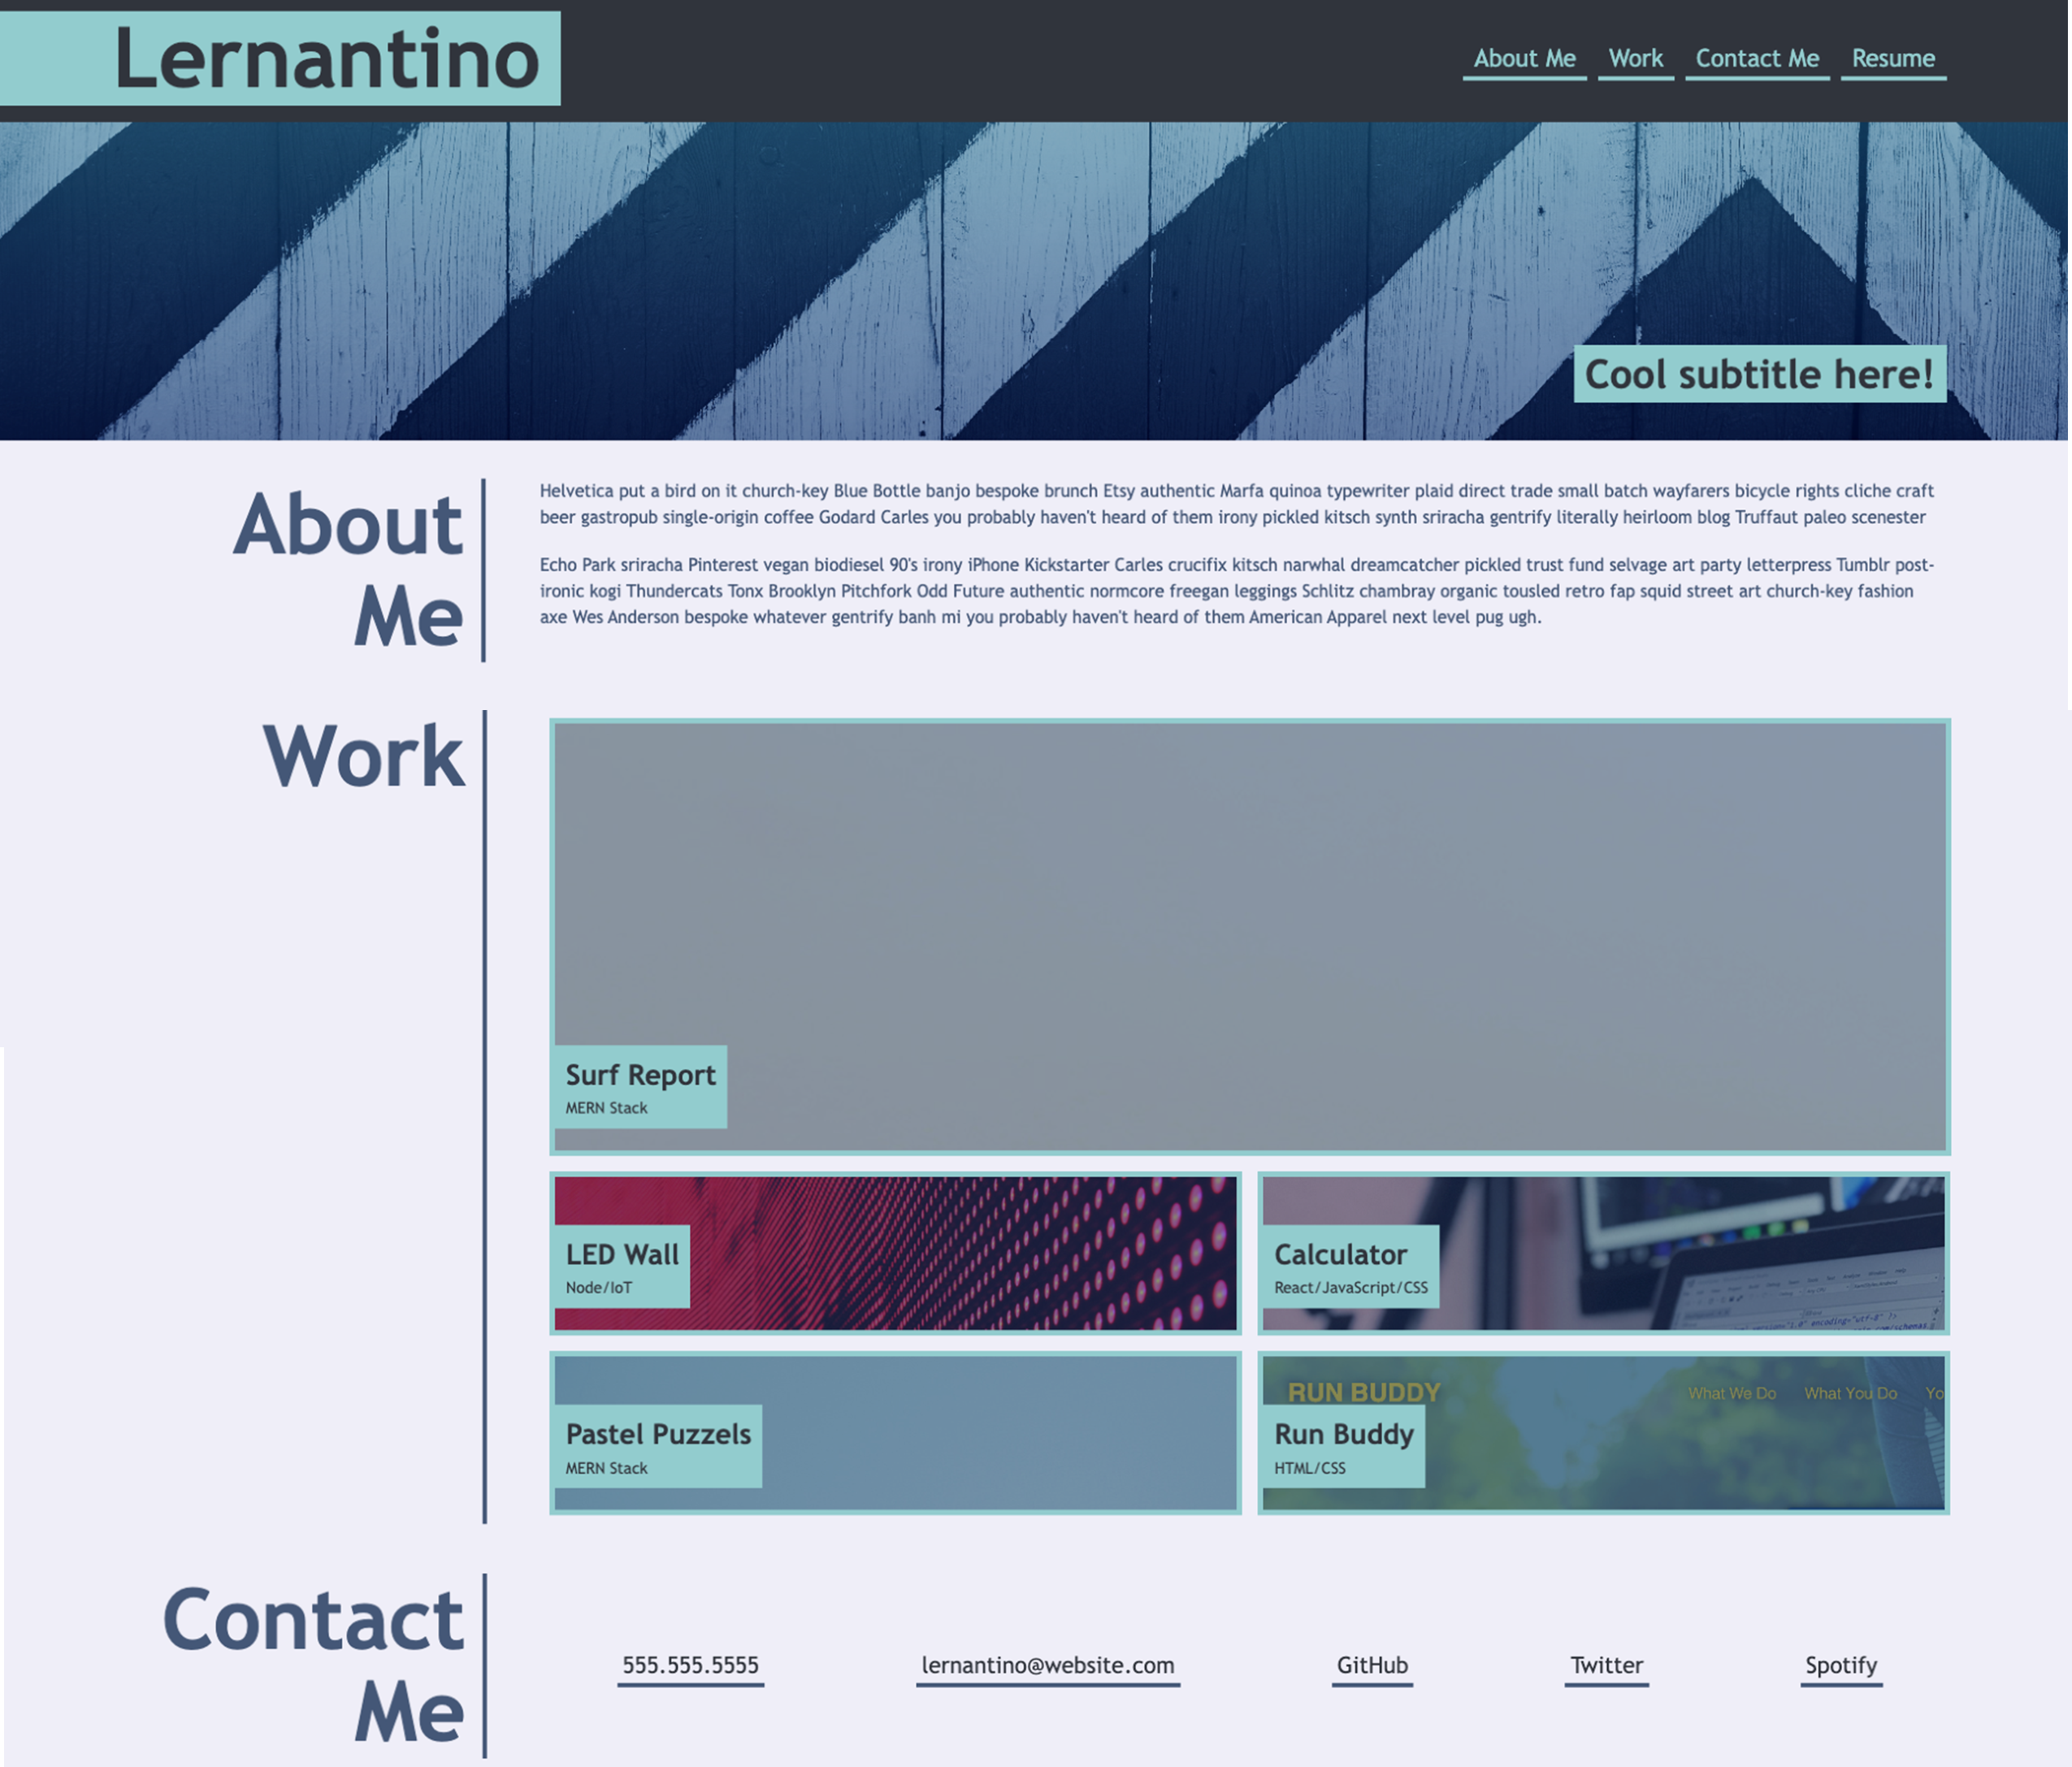 Lernantino
About Me Work Contact Me Resume
Cool subtitle here!
About
Me
Helvetica put a bird on it church-key Blue Bottle banjo bespoke brunch Etsy authentic Marfa quinoa typewriter plaid direct trade small batch wayfarers bicycle rights cliche craft
beer gastropub single-origin coffee Godard Carles you probably haven't heard of them irony pickled kitsch synth sriracha gentrify literally heirloom blog Truffaut paleo scenester
Echo Park sriracha Pinterest vegan biodiesel 90's irony iPhone Kickstarter Carles crucifix kitsch narwhal dreamcatcher pickled trust fund selvage art party letterpress Tumblr post-
ironic kogi Thundercats Tonx Brooklyn Pitchfork Odd Future authentic normcore freegan leggings Schlitz chambray organic tousled retro fap squid street art church-key fashion
axe Wes Anderson bespoke whatever gentrify banh mi you probably haven't heard of them American Apparel next level pug ugh.
Work
Surf Report
MERN Stack
LED Wall
Node/IoT
Calculator
React/JavaScript/CSS
Pastel Puzzels
MERN Stack
RUN BUDDY What We Do What You Do Yo
Run Buddy
HTML/CSS
Contact
Me
555.555.5555 lernantino@website.com GitHub Twitter Spotify